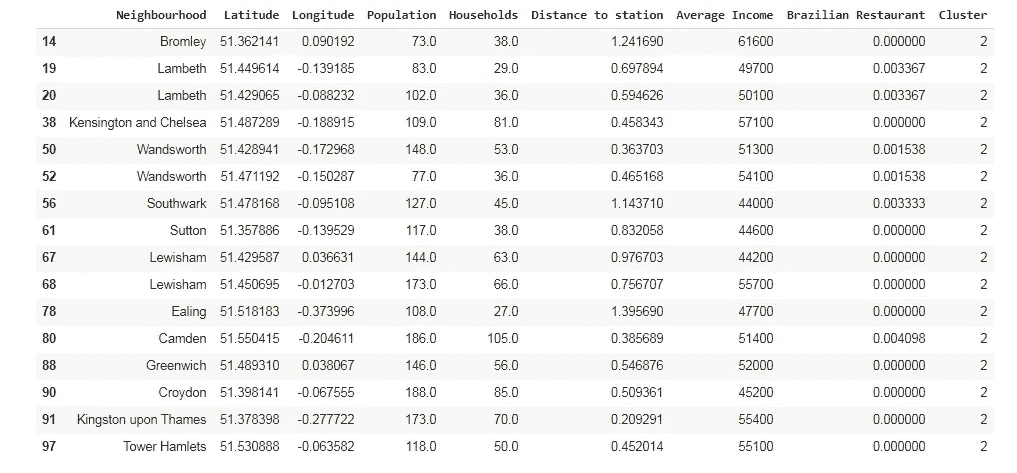 Neighbourhood Latitude Longitude Population Households Distance to station Average Income Brazilian Restaurant Cluster
14 Bromley 51.362141 0.090192 73.0 38.0 1.241690 61600 0.000000 2
19 Lambeth 51.449614 -0.139185 83.0 29.0 0.697894 49700 0.003367 2
20 Lambeth 51.429065 -0.088232 102.0 36.0 0.594626 50100 0.003367 2
38 Kensington and Chelsea 51.487289 -0.188915 109.0 81.0 0.458343 57100 0.000000 2
50 Wandsworth 51.428941 -0.172968 148.0 53.0 0.363703 51300 0.001538 2
52 Wandsworth 51.471192 -0.150287 77.0 36.0 0.465168 54100 0.001538 2
56 Southwark 51.478168 -0.095108 127.0 45.0 1.143710 44000 0.003333 2
61 Sutton 51.357886 -0.139529 117.0 38.0 0.832058 44600 0.000000 2
67 Lewisham 51.429587 0.036631 144.0 63.0 0.976703 44200 0.000000 2
68 Lewisham 51.450695 -0.012703 173.0 66.0 0.756707 55700 0.000000 2
78 Ealing 51.518183 -0.373996 108.0 27.0 1.395690 47700 0.000000 2
80 Camden 51.550415 -0.204611 186.0 105.0 0.385689 51400 0.004098 2
88 Greenwich 51.489310 0.038067 146.0 56.0 0.546876 52000 0.000000 2
90 Croydon 51.398141 -0.067555 188.0 85.0 0.509361 45200 0.000000 2
91 Kingston upon Thames 51.378398 -0.277722 173.0 70.0 0.209291 55400 0.000000 2
97 Tower Hamlets 51.530888 -0.063582 118.0 50.0 0.452014 55100 0.000000 2